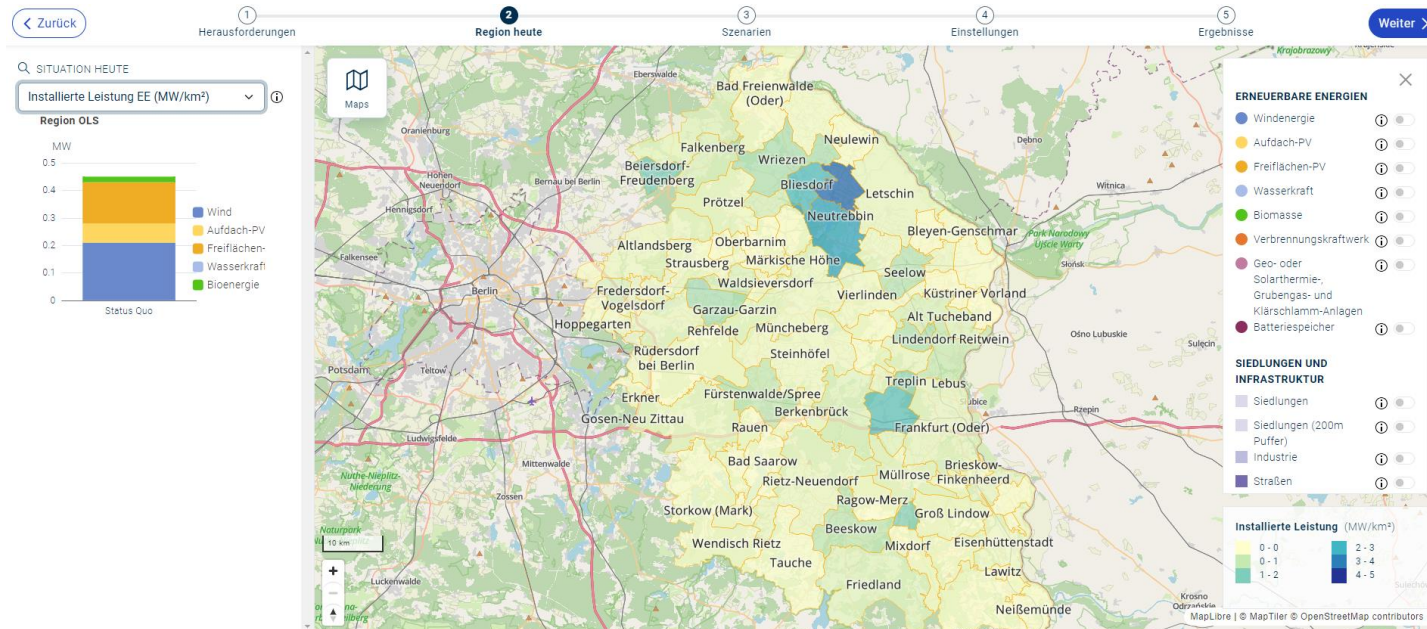 Zurück
1
Herausforderungen
2
Region heute
3
Szenarien
4
Einstellungen
5
Ergebnisse
Weiter
SITUATION HEUTE
Installierte Leistung EE (MW/km²)
Region OLS
MW
0.5
0.4
0.3
0.2
0.1
0
Status Quo
Wind
Aufdach-PV
Freiflächen-
Wasserkraft
Bioenergie
Maps
Krajobrazowy
Eberswalde
Bad Freienwalde
(Oder)
Oranienburg
Neulewin
Dębno
Falkenberg
Wriezen
Beiersdorf-
Freudenberg
Hohen
Neuendorf
Bernau bei Berlin
Bliesdorf
Letschin
Witnica
Prötzel
Hennigsdorf
Neutrebbin
Bleyen-Genschmar
Park Narodowy
Ujście Warty
Altlandsberg
Oberbarnim
Falkensee
Strausberg
Märkische Höhe
Słońsk
Seelow
Waldsieversdorf
Berlin
Fredersdorf-
Vogelsdorf
Vierlinden
Küstriner Vorland
Garzau-Garzin
Hoppegarten
Alt Tucheband
Rehfelde
Müncheberg
Lindendorf
Reitwein
Ośno Lubuskie
Sulęcin
Rüdersdorf
bei Berlin
Steinhöfel
Potsdam
Teltow
Treplin
Lebus
Erkner
Fürstenwalde/Spree
Berkenbrück
Słubice
Rzepin
Gosen-Neu Zittau
Rauen
Frankfurt (Oder)
Ludwigsfelde
Mittenwalde
Bad Saarow
Brieskow-
Finkenheerd
Müllrose
Nuthe-Nieplitz-
Niederung
Rietz-Neuendorf
Zossen
Ragow-Merz
Storkow (Mark)
Groß Lindow
Beeskow
Naturpark
10 km
Wendisch Rietz
Mixdorf
Eisenhüttenstadt
Tauche
Lawitz
Luckenwalde
Friedland
Krosno
Odrzańskie
Neißemünde
+
−
ERNEUERBARE ENERGIEN
Windenergie
Aufdach-PV
Freiflächen-PV
Wasserkraft
Biomasse
Verbrennungskraftwerk
Geo- oder
Solarthermie-,
Grubengas- und
Klärschlamm-Anlagen
Batteriespeicher
SIEDLUNGEN UND
INFRASTRUKTUR
Siedlungen
Siedlungen (200m
Puffer)
Industrie
Straßen
Installierte Leistung (MW/km²)
0 - 0
0 - 1
1 - 2
2 - 3
3 - 4
4 - 5
MapLibre | © MapTiler © OpenStreetMap contributors